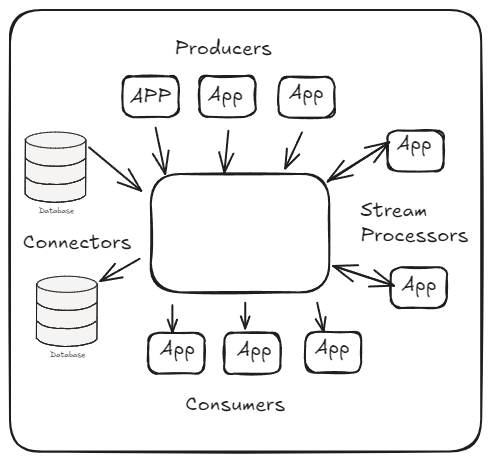 Producers
APP
App
App
App
Database
Stream
Processors
Connectors
App
Database
App
App
App
Consumers